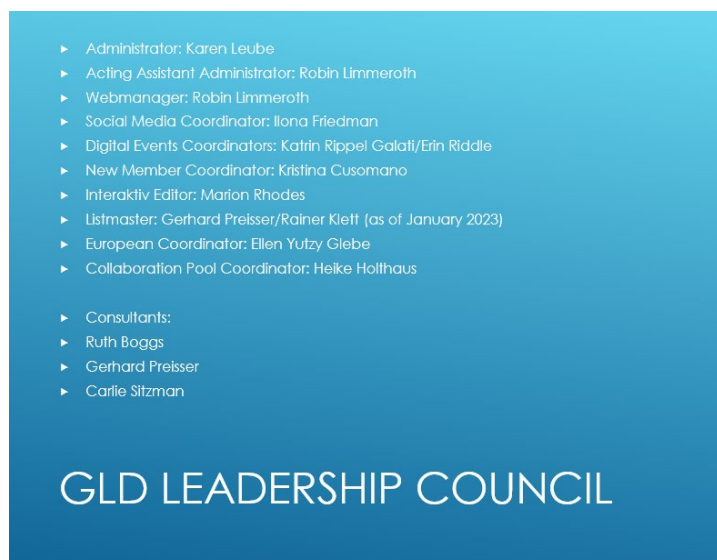 Administrator: Karen Leube
Acting Assistant Administrator: Robin Limmeroth
Webmanager: Robin Limmeroth
Social Media Coordinator: Ilona Friedman
Digital Events Coordinators: Katrin Rippel Galati/Erin Riddle
New Member Coordinator: Kristina Cusomano
Interaktiv Editor: Marion Rhodes
Listmaster: Gerhard Preisser/Rainer Klett (as of January 2023)
European Coordinator: Ellen Yutzy Glebe
Collaboration Pool Coordinator: Heike Holthaus
Consultants:
Ruth Boggs
Gerhard Preisser
Carlie Sitzman
GLD LEADERSHIP COUNCIL